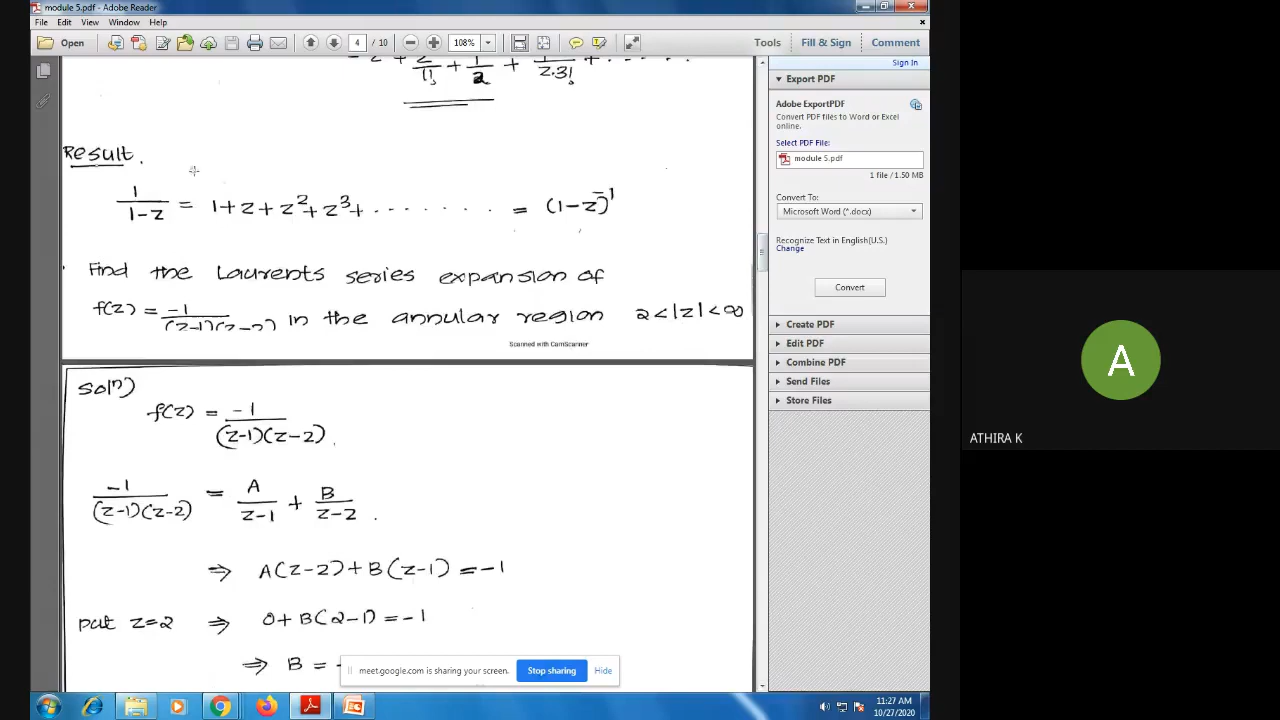 module 5.pdf - Adobe Reader
File Edit View Window Help
Open 4 / 10 108% Tools Fill & Sign Comment
Sign In
Export PDF
Adobe ExportPDF
Convert PDF files to Word or Excel
online.
Select PDF File:
module 5.pdf
1 file / 1.50 MB
Convert To:
Microsoft Word (*.docx)
Recognize Text in English(U.S.)
Change
Convert
Create PDF
Edit PDF
Combine PDF
Send Files
Store Files
Result.
1/(1-z) = 1+z+z²+z³+ . . . . . . . = (1-z)⁻¹
Find the Laurents series expansion of
f(z) = -1/((z-1)(z-2)) in the annular region 2<|z|<∞
Scanned with CamScanner
Soln)
f(z) = -1/((z-1)(z-2)).
-1/((z-1)(z-2)) = A/(z-1) + B/(z-2).
⇒ A(z-2)+B(z-1) = -1
put z=2 ⇒ 0+B(2-1) = -1
⇒ B = -
meet.google.com is sharing your screen. Stop sharing Hide
A
ATHIRA K
11:27 AM
10/27/2020